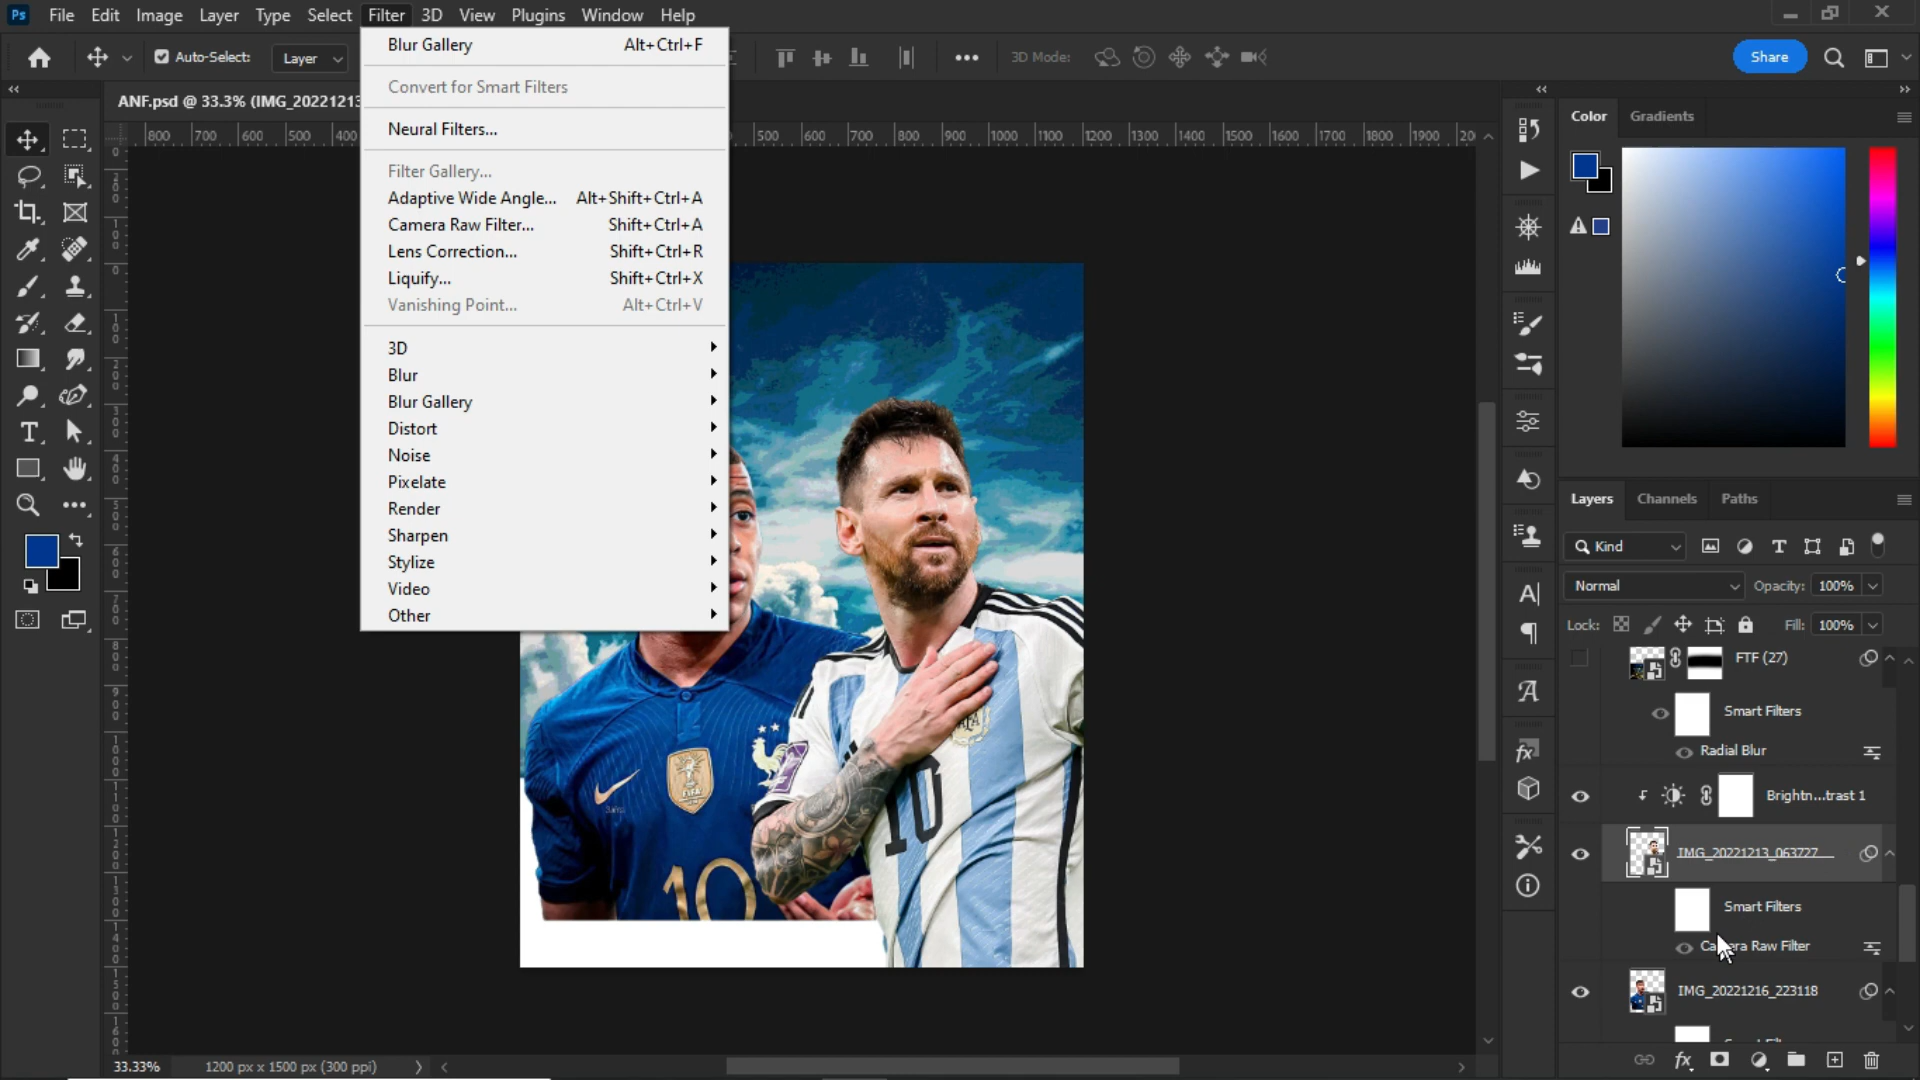 Ps File Edit Image Layer Type Select Filter 3D View Plugins Window Help
Auto-Select: Layer 3D Mode: Share
ANF.psd @ 33.3% (IMG_20221213
800 700 600 500 400 500 600 700 800 900 1000 1100 1200 1300 1400 1500 1600 1700 1800 1900 20
Blur Gallery Alt+Ctrl+F
Convert for Smart Filters
Neural Filters...
Filter Gallery...
Adaptive Wide Angle... Alt+Shift+Ctrl+A
Camera Raw Filter... Shift+Ctrl+A
Lens Correction... Shift+Ctrl+R
Liquify... Shift+Ctrl+X
Vanishing Point... Alt+Ctrl+V
3D
Blur
Blur Gallery
Distort
Noise
Pixelate
Render
Sharpen
Stylize
Video
Other
AFA
10
FIFA
10
Color Gradients
Layers Channels Paths
Kind
Normal Opacity: 100%
Lock: Fill: 100%
FTF (27)
Smart Filters
Radial Blur
Brightn...trast 1
IMG_20221213_063727
Smart Filters
Camera Raw Filter
IMG_20221216_223118
33.33% 1200 px x 1500 px (300 ppi)